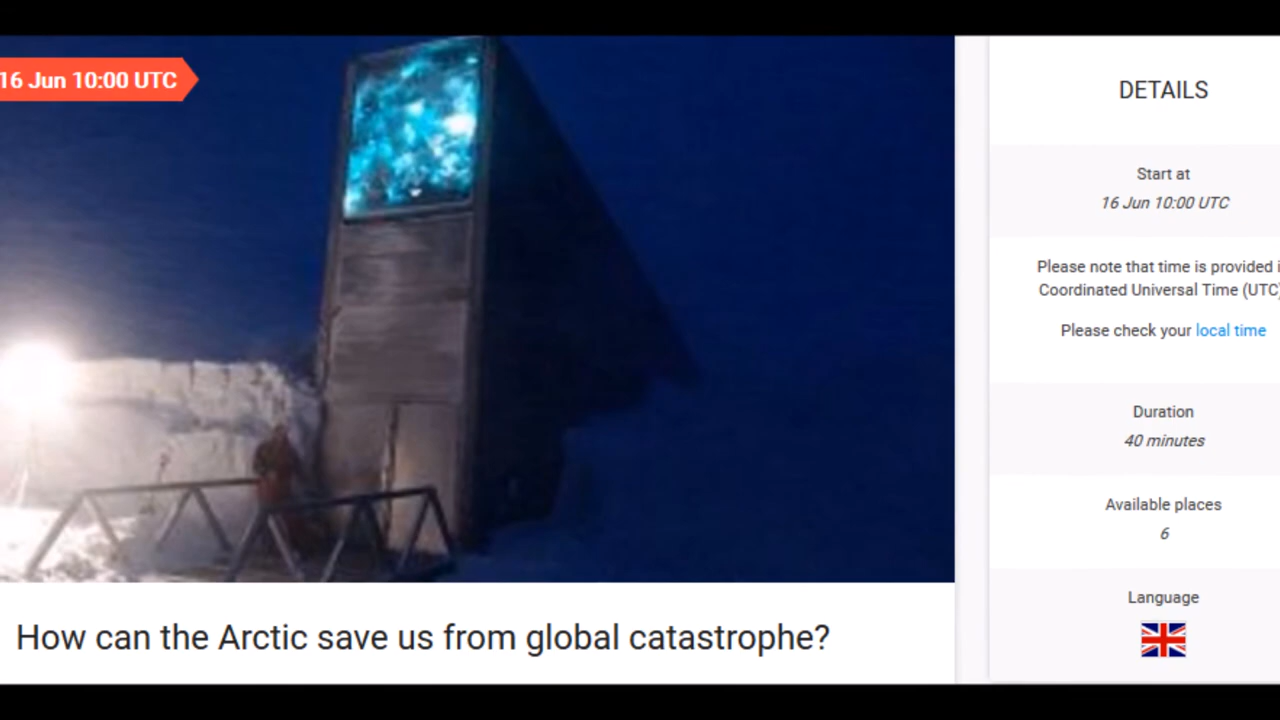 16 Jun 10:00 UTC
How can the Arctic save us from global catastrophe?
DETAILS
Start at
16 Jun 10:00 UTC
Please note that time is provided i
Coordinated Universal Time (UTC)
Please check your local time
Duration
40 minutes
Available places
6
Language